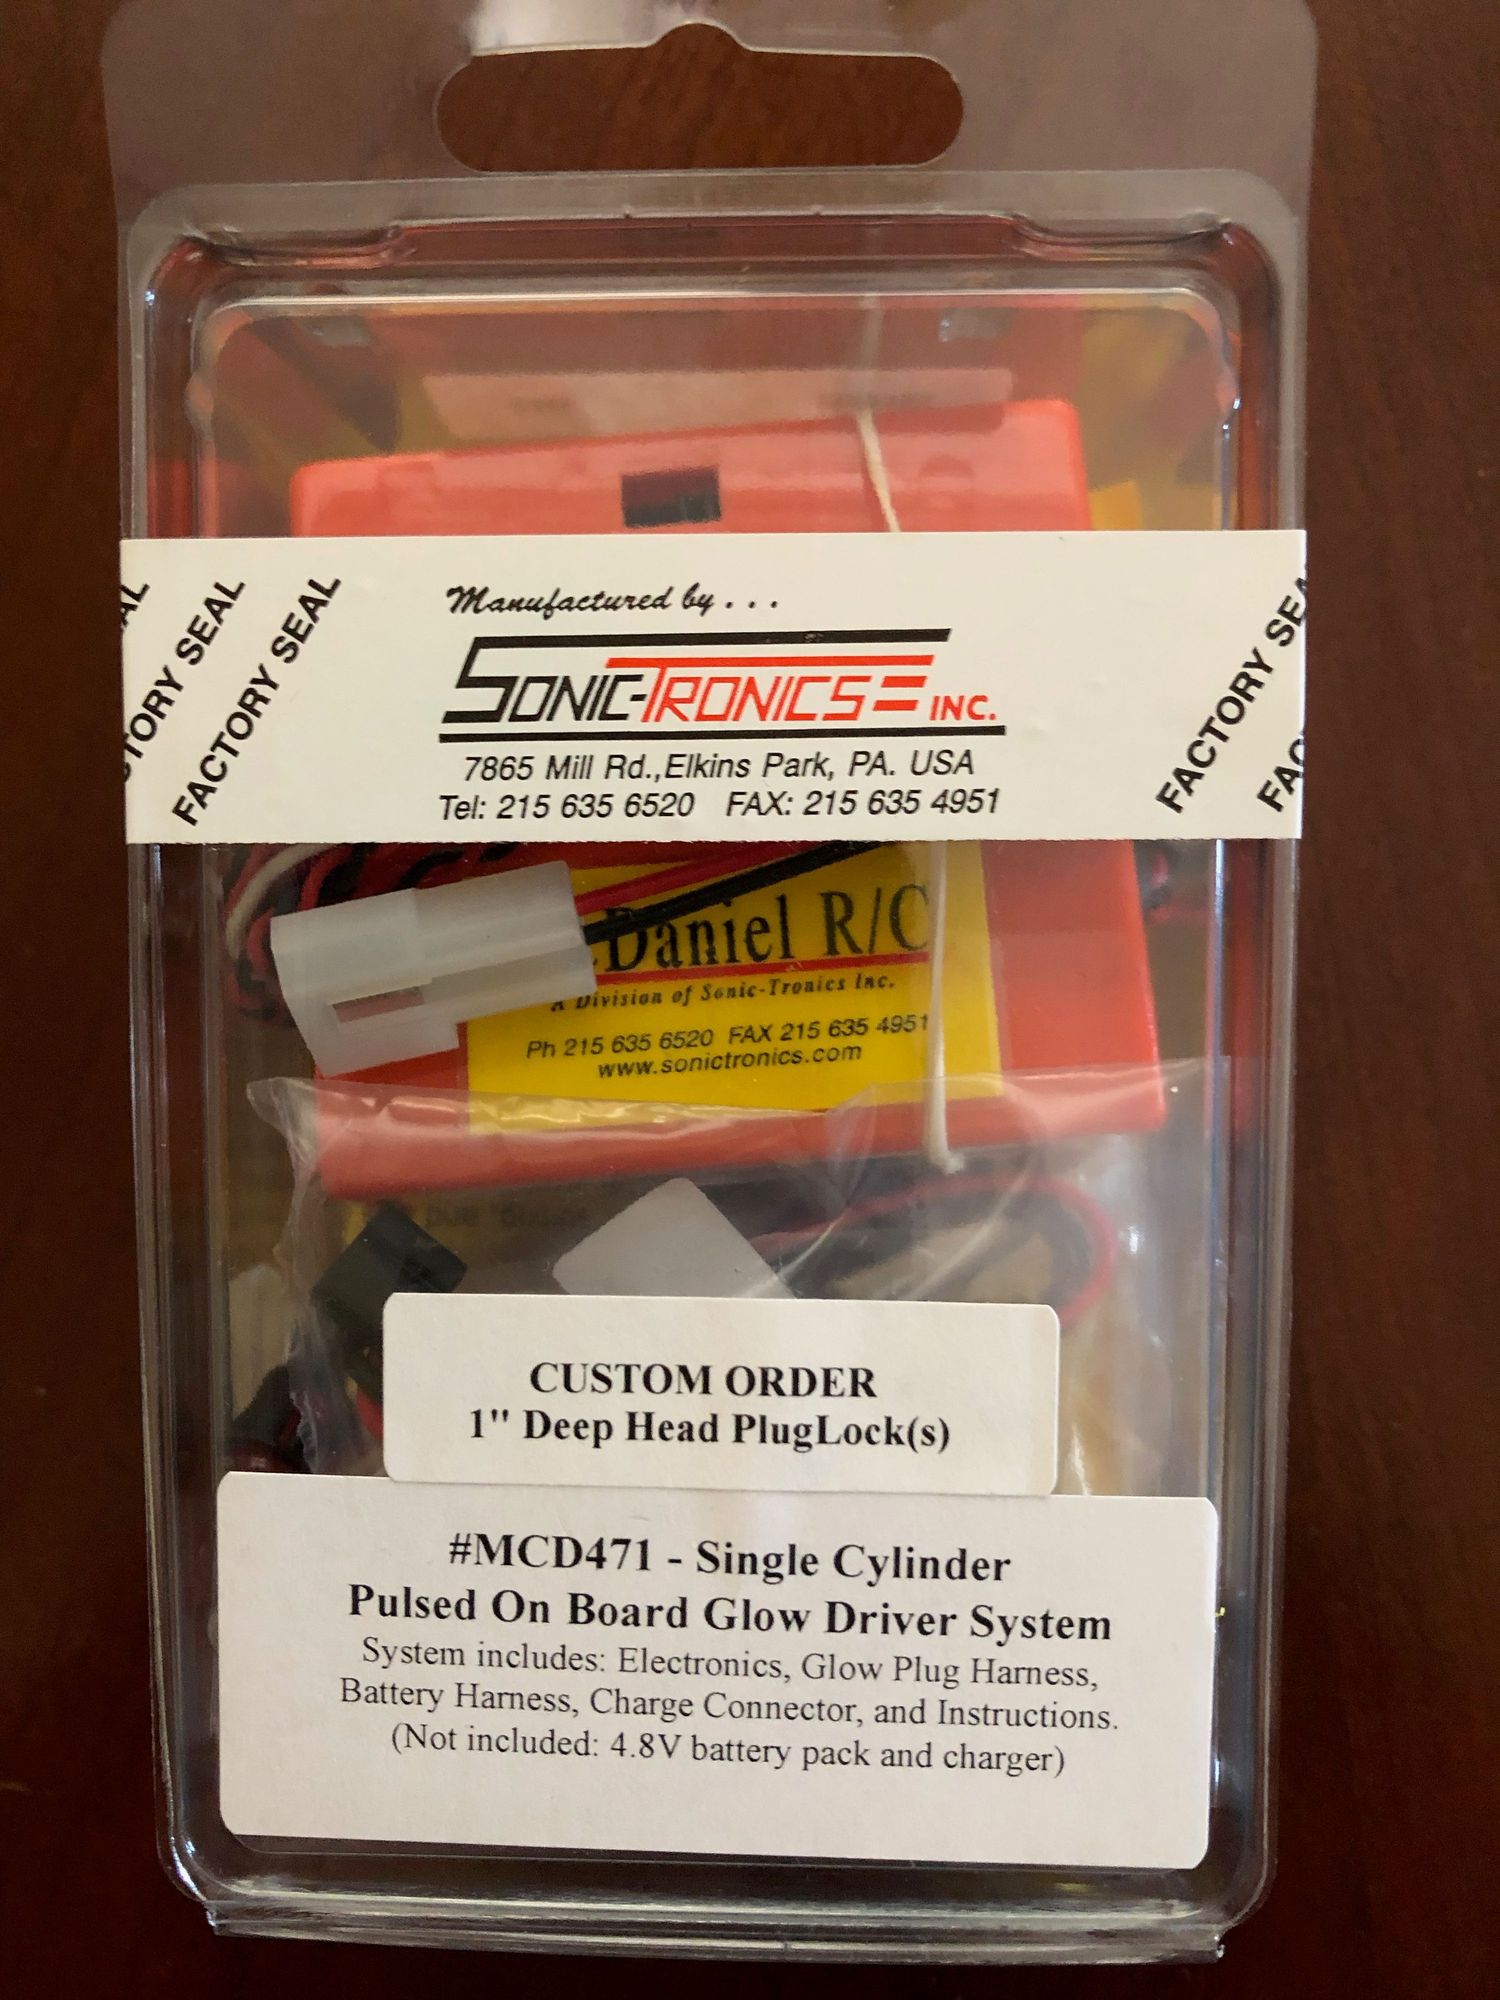 FACTORY SEAL
FACTORY SEAL
Manufactured by . . .
SONIC-TRONICS INC.
7865 Mill Rd.,Elkins Park, PA. USA
Tel: 215 635 6520 FAX: 215 635 4951
Daniel R/C
A Division of Sonic-Tronics Inc.
Ph 215 635 6520 FAX 215 635 4951
www.sonictronics.com
CUSTOM ORDER
1" Deep Head PlugLock(s)
#MCD471 - Single Cylinder
Pulsed On Board Glow Driver System
System includes: Electronics, Glow Plug Harness,
Battery Harness, Charge Connector, and Instructions.
(Not included: 4.8V battery pack and charger)